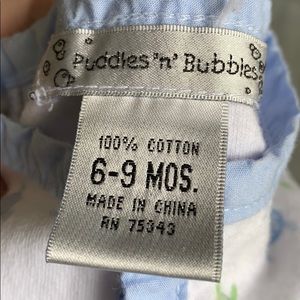 Puddles 'n' Bubbles
100% COTTON
6-9 MOS.
MADE IN CHINA
RN 75343